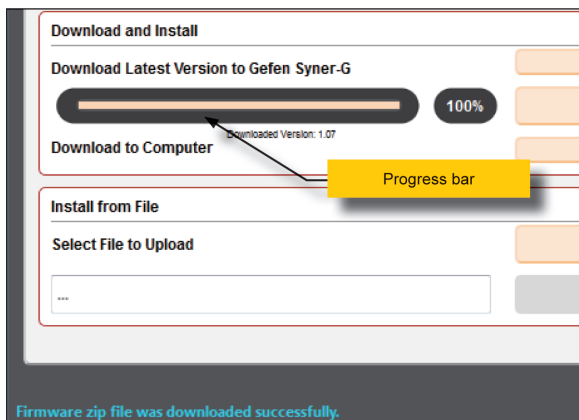 Download and Install
Download Latest Version to Gefen Syner-G
100%
Downloaded Version: 1.07
Download to Computer
Progress bar
Install from File
Select File to Upload
...
Firmware zip file was downloaded successfully.